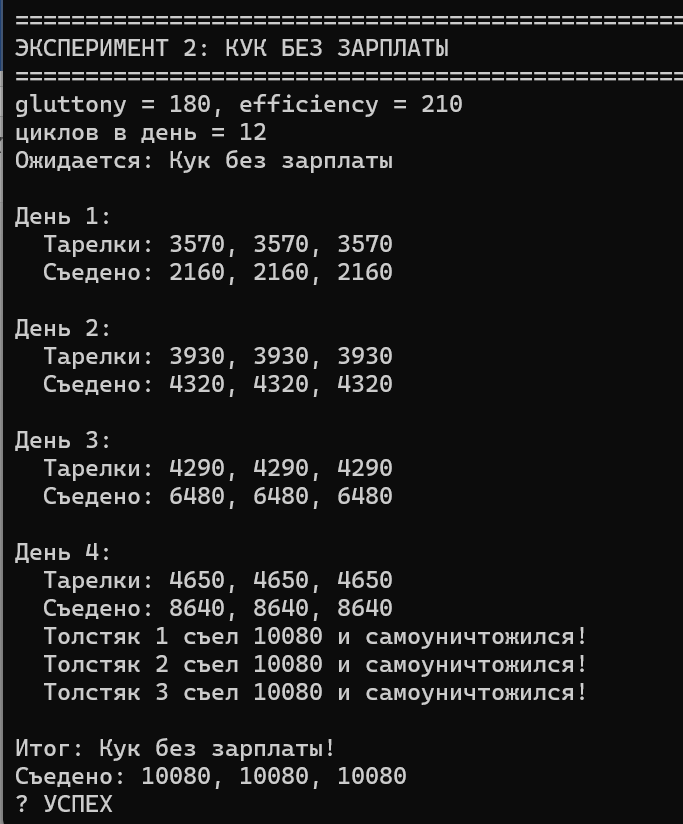 ================================================
ЭКСПЕРИМЕНТ 2: КУК БЕЗ ЗАРПЛАТЫ
================================================
gluttony = 180, efficiency = 210
циклов в день = 12
Ожидается: Кук без зарплаты
День 1:
Тарелки: 3570, 3570, 3570
Съедено: 2160, 2160, 2160
День 2:
Тарелки: 3930, 3930, 3930
Съедено: 4320, 4320, 4320
День 3:
Тарелки: 4290, 4290, 4290
Съедено: 6480, 6480, 6480
День 4:
Тарелки: 4650, 4650, 4650
Съедено: 8640, 8640, 8640
Толстяк 1 съел 10080 и самоуничтожился!
Толстяк 2 съел 10080 и самоуничтожился!
Толстяк 3 съел 10080 и самоуничтожился!
Итог: Кук без зарплаты!
Съедено: 10080, 10080, 10080
? УСПЕХ